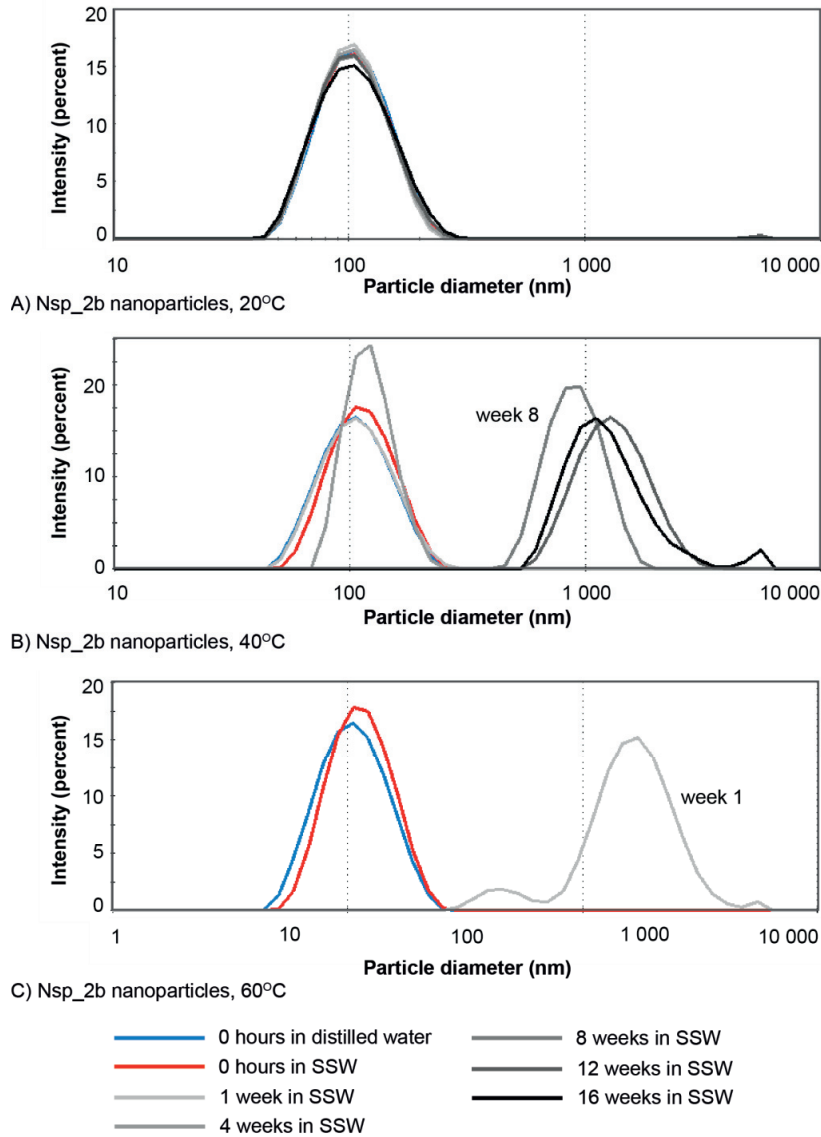 20
15
10
5
0
Intensity (percent)
10 100 1 000 10 000
Particle diameter (nm)
A) Nsp_2b nanoparticles, 20°C
20
10
0
Intensity (percent)
week 8
10 100 1 000 10 000
Particle diameter (nm)
B) Nsp_2b nanoparticles, 40°C
20
15
10
5
0
Intensity (percent)
week 1
1 10 100 1 000 10 000
Particle diameter (nm)
C) Nsp_2b nanoparticles, 60°C
0 hours in distilled water
0 hours in SSW
1 week in SSW
4 weeks in SSW
8 weeks in SSW
12 weeks in SSW
16 weeks in SSW